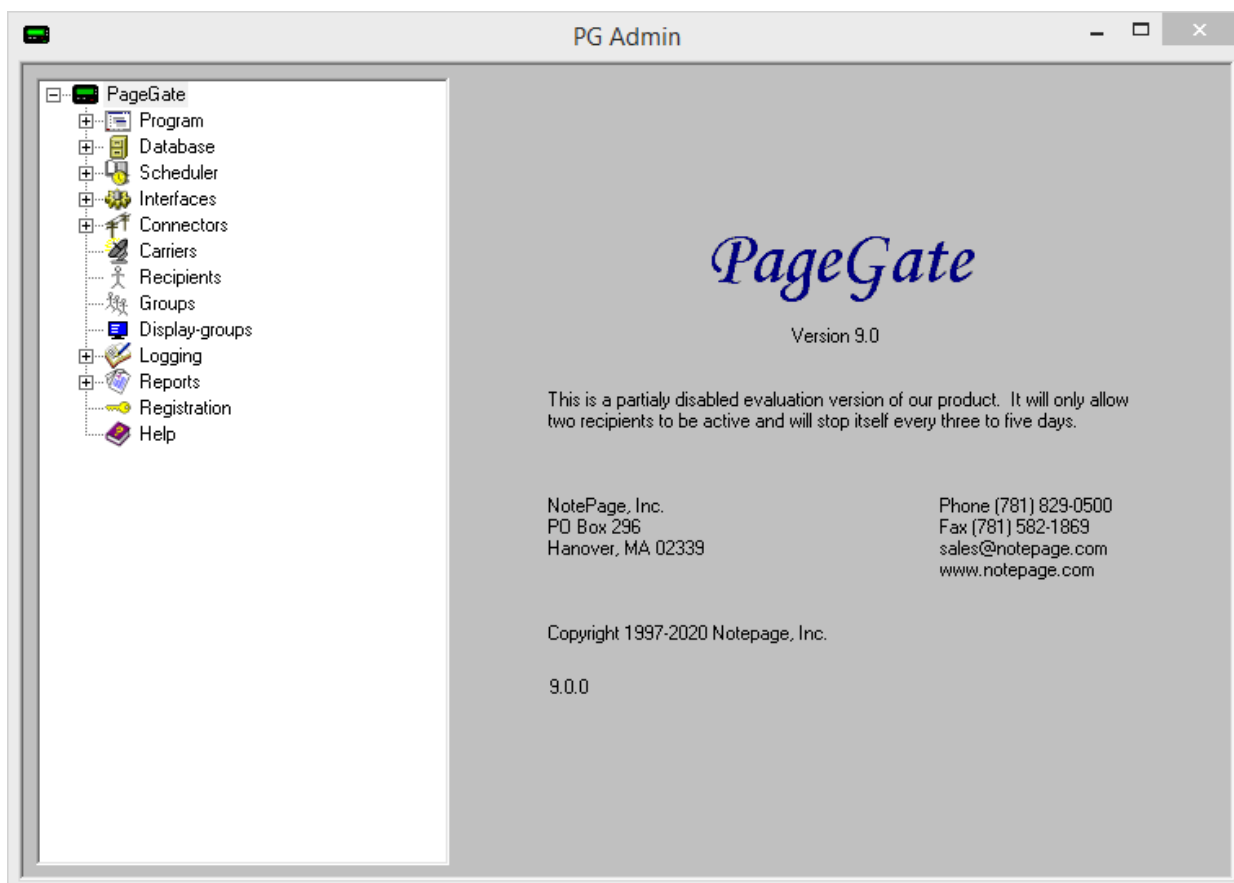 PG Admin
PageGate
Program
Database
Scheduler
Interfaces
Connectors
Carriers
Recipients
Groups
Display-groups
Logging
Reports
Registration
Help
PageGate
Version 9.0
This is a partialy disabled evaluation version of our product.  It will only allow
two recipients to be active and will stop itself every three to five days.
NotePage, Inc.
PO Box 296
Hanover, MA 02339
Phone (781) 829-0500
Fax (781) 582-1869
sales@notepage.com
www.notepage.com
Copyright 1997-2020 Notepage, Inc.
9.0.0